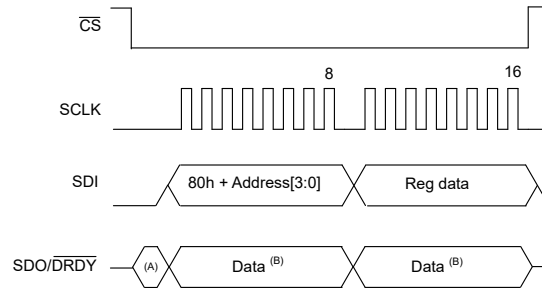 CS
8 16
SCLK
SDI 80h + Address[3:0] Reg data
SDO/DRDY (A) Data (B) Data (B)